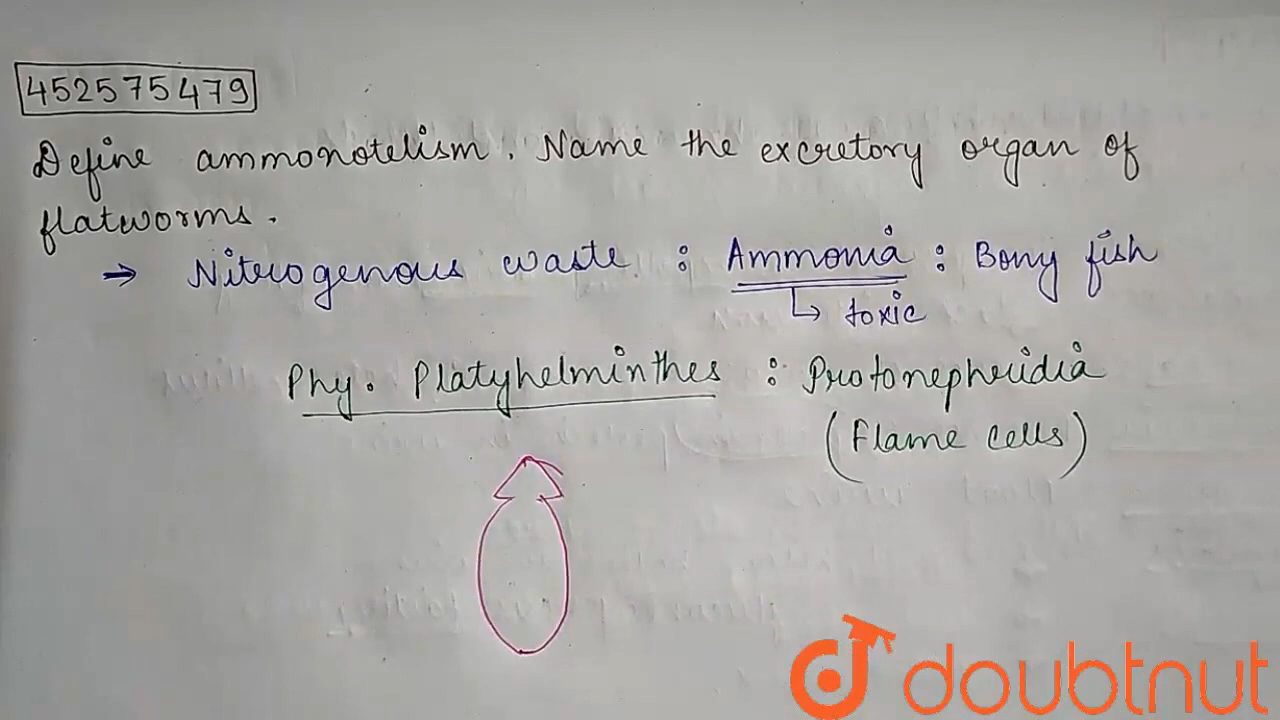 452575479
Define ammonotelism. Name the excretory organ of
flatworms.
→ Nitrogenous waste : Ammonia : Bony fish
↳ toxic
Phy. Platyhelminthes : Protonephridia
(Flame cells)
doubtnut